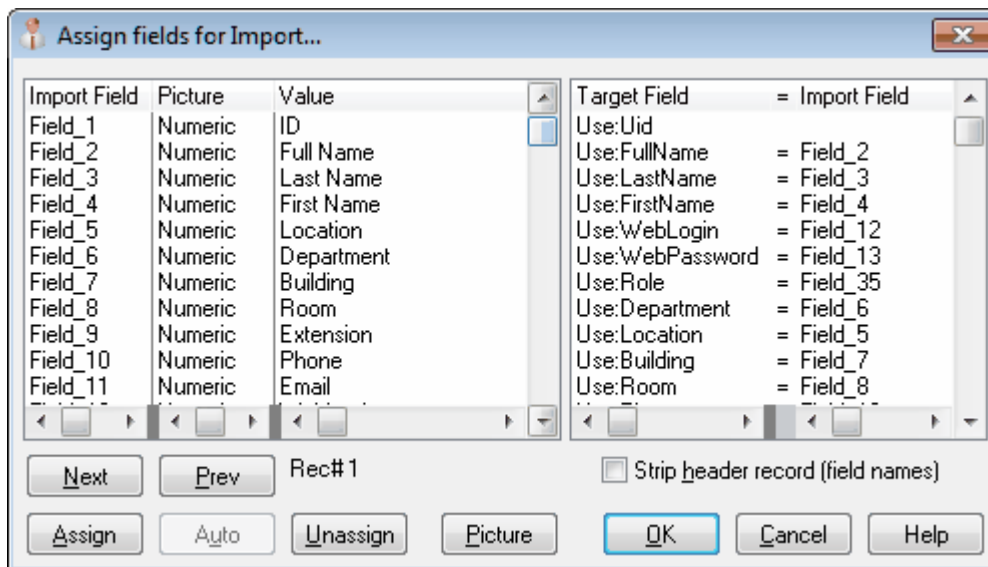 Assign fields for Import...
Import Field Picture Value
Field_1 Numeric ID
Field_2 Numeric Full Name
Field_3 Numeric Last Name
Field_4 Numeric First Name
Field_5 Numeric Location
Field_6 Numeric Department
Field_7 Numeric Building
Field_8 Numeric Room
Field_9 Numeric Extension
Field_10 Numeric Phone
Field_11 Numeric Email
Target Field = Import Field
Use:Uid
Use:FullName = Field_2
Use:LastName = Field_3
Use:FirstName = Field_4
Use:WebLogin = Field_12
Use:WebPassword = Field_13
Use:Role = Field_35
Use:Department = Field_6
Use:Location = Field_5
Use:Building = Field_7
Use:Room = Field_8
Next Prev Rec#1 Strip header record (field names)
Assign Auto Unassign Picture OK Cancel Help